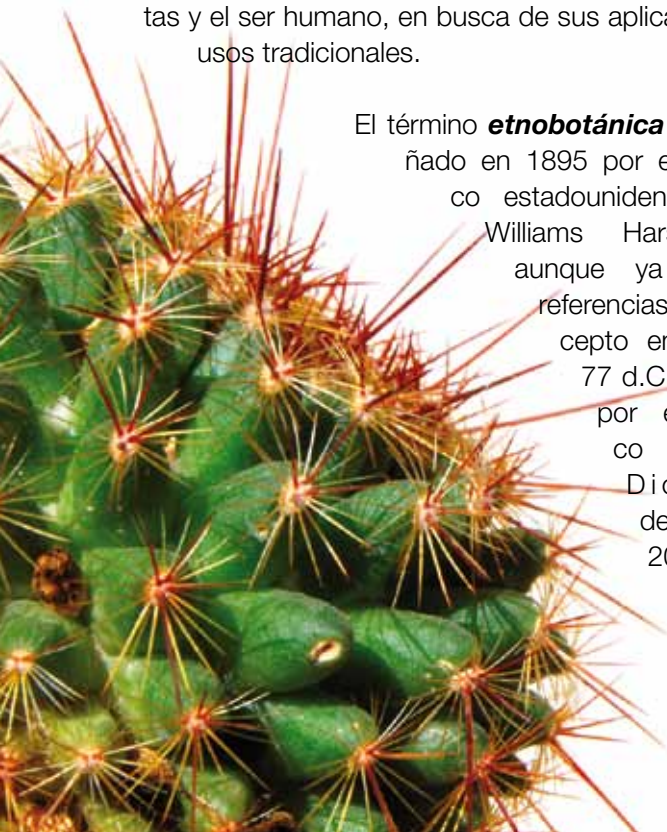 tas y el ser humano, en busca de sus aplica
usos tradicionales.
El término etnobotánica
ñado en 1895 por e
co estadouniden
Williams Har
aunque ya
referencias
cepto en
77 d.C
por e
co
Dio
de
20